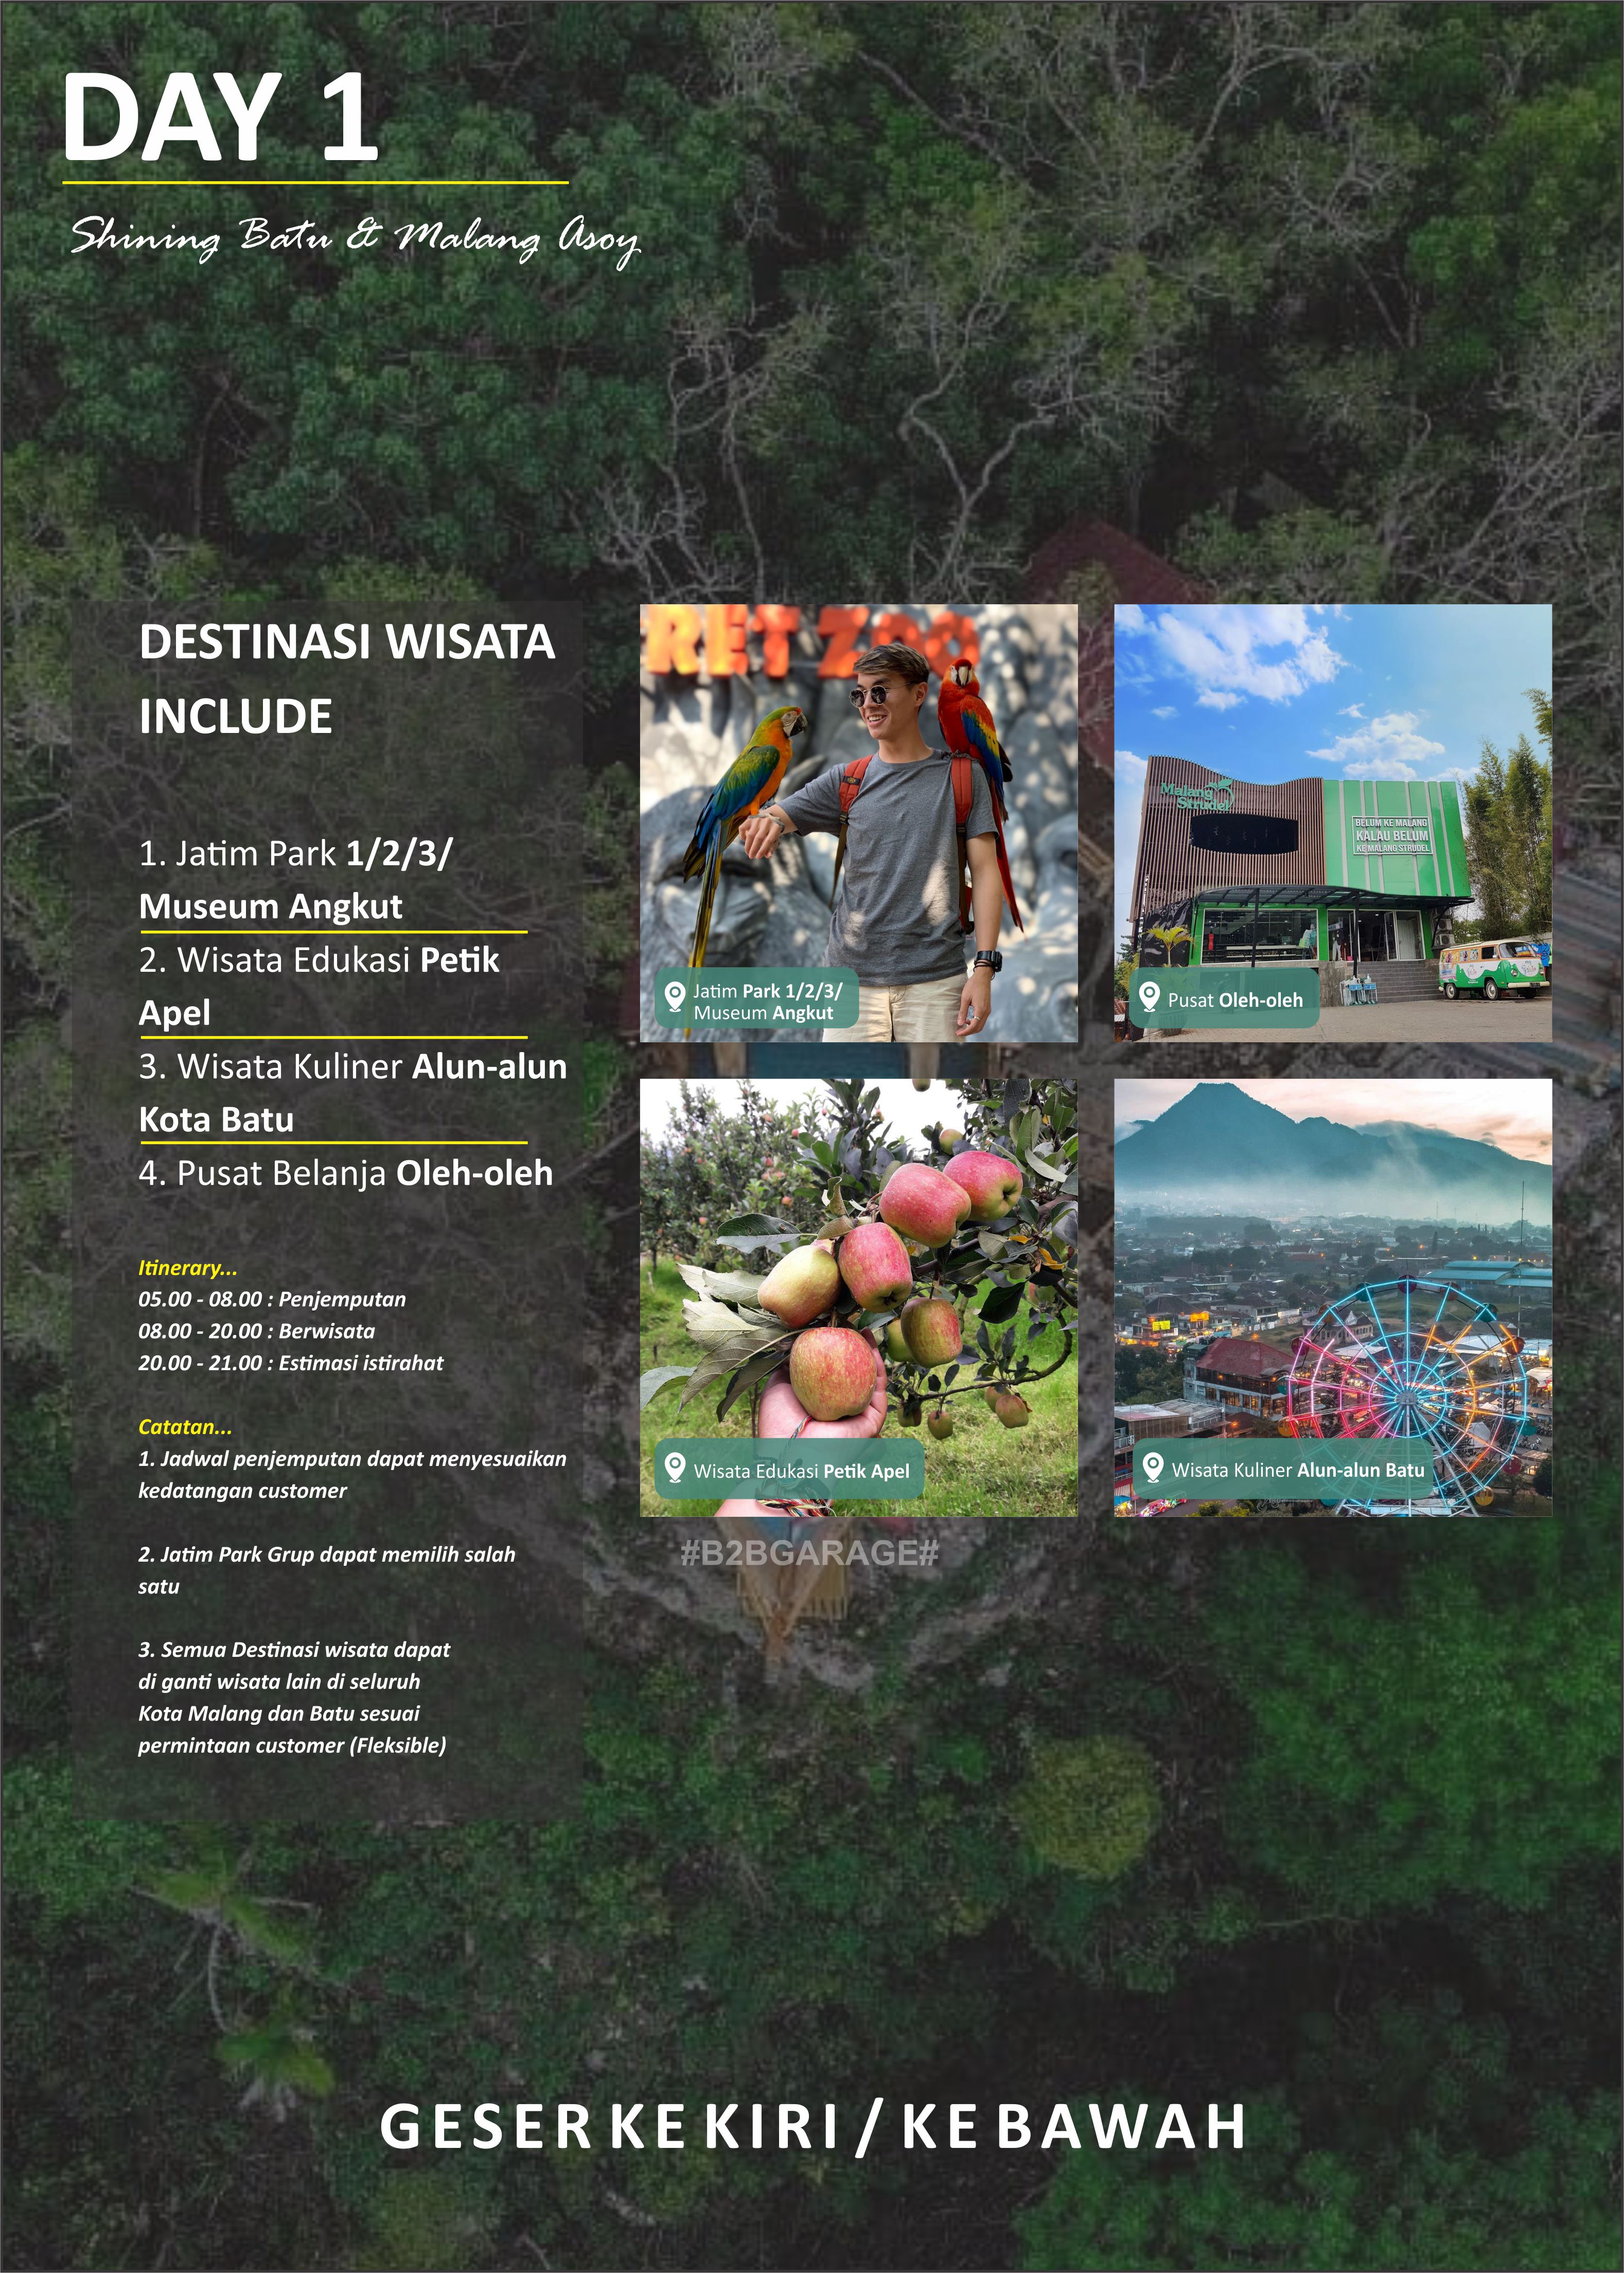 DAY 1
Shining Batu & Malang Asoy
DESTINASI WISATA
INCLUDE
1. Jatim Park 1/2/3/
Museum Angkut
2. Wisata Edukasi Petik
Apel
3. Wisata Kuliner Alun-alun
Kota Batu
4. Pusat Belanja Oleh-oleh
Itinerary...
05.00 - 08.00 : Penjemputan
08.00 - 20.00 : Berwisata
20.00 - 21.00 : Estimasi istirahat
Catatan...
1. Jadwal penjemputan dapat menyesuaikan
kedatangan customer
2. Jatim Park Grup dapat memilih salah
satu
3. Semua Destinasi wisata dapat
di ganti wisata lain di seluruh
Kota Malang dan Batu sesuai
permintaan customer (Fleksible)
RET ZOO
Jatim Park 1/2/3/
Museum Angkut
Malang
Strudel
BELUM KE MALANG
KALAU BELUM
KE MALANG STRUDEL
Pusat Oleh-oleh
Wisata Edukasi Petik Apel
Wisata Kuliner Alun-alun Batu
#B2BGARAGE#
GESER KE KIRI / KE BAWAH